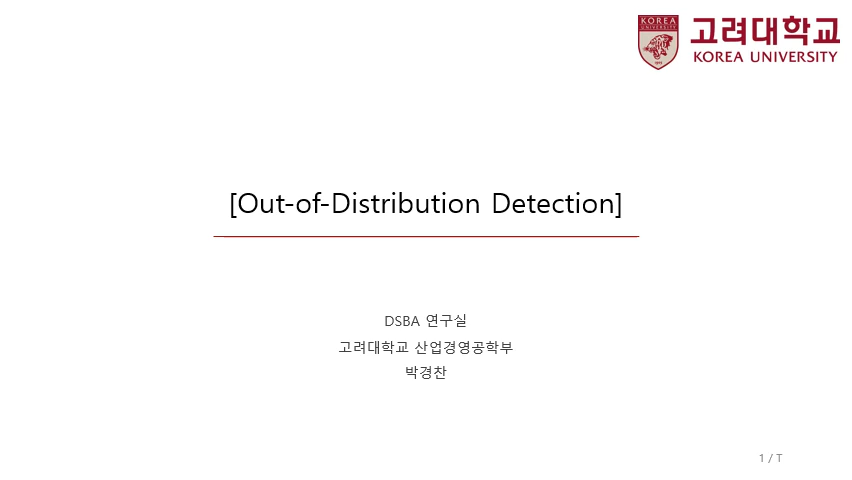 KOREA
UNIVERSITY
1905
고려대학교
KOREA UNIVERSITY
[Out-of-Distribution Detection]
DSBA 연구실
고려대학교 산업경영공학부
박경찬
1 / T